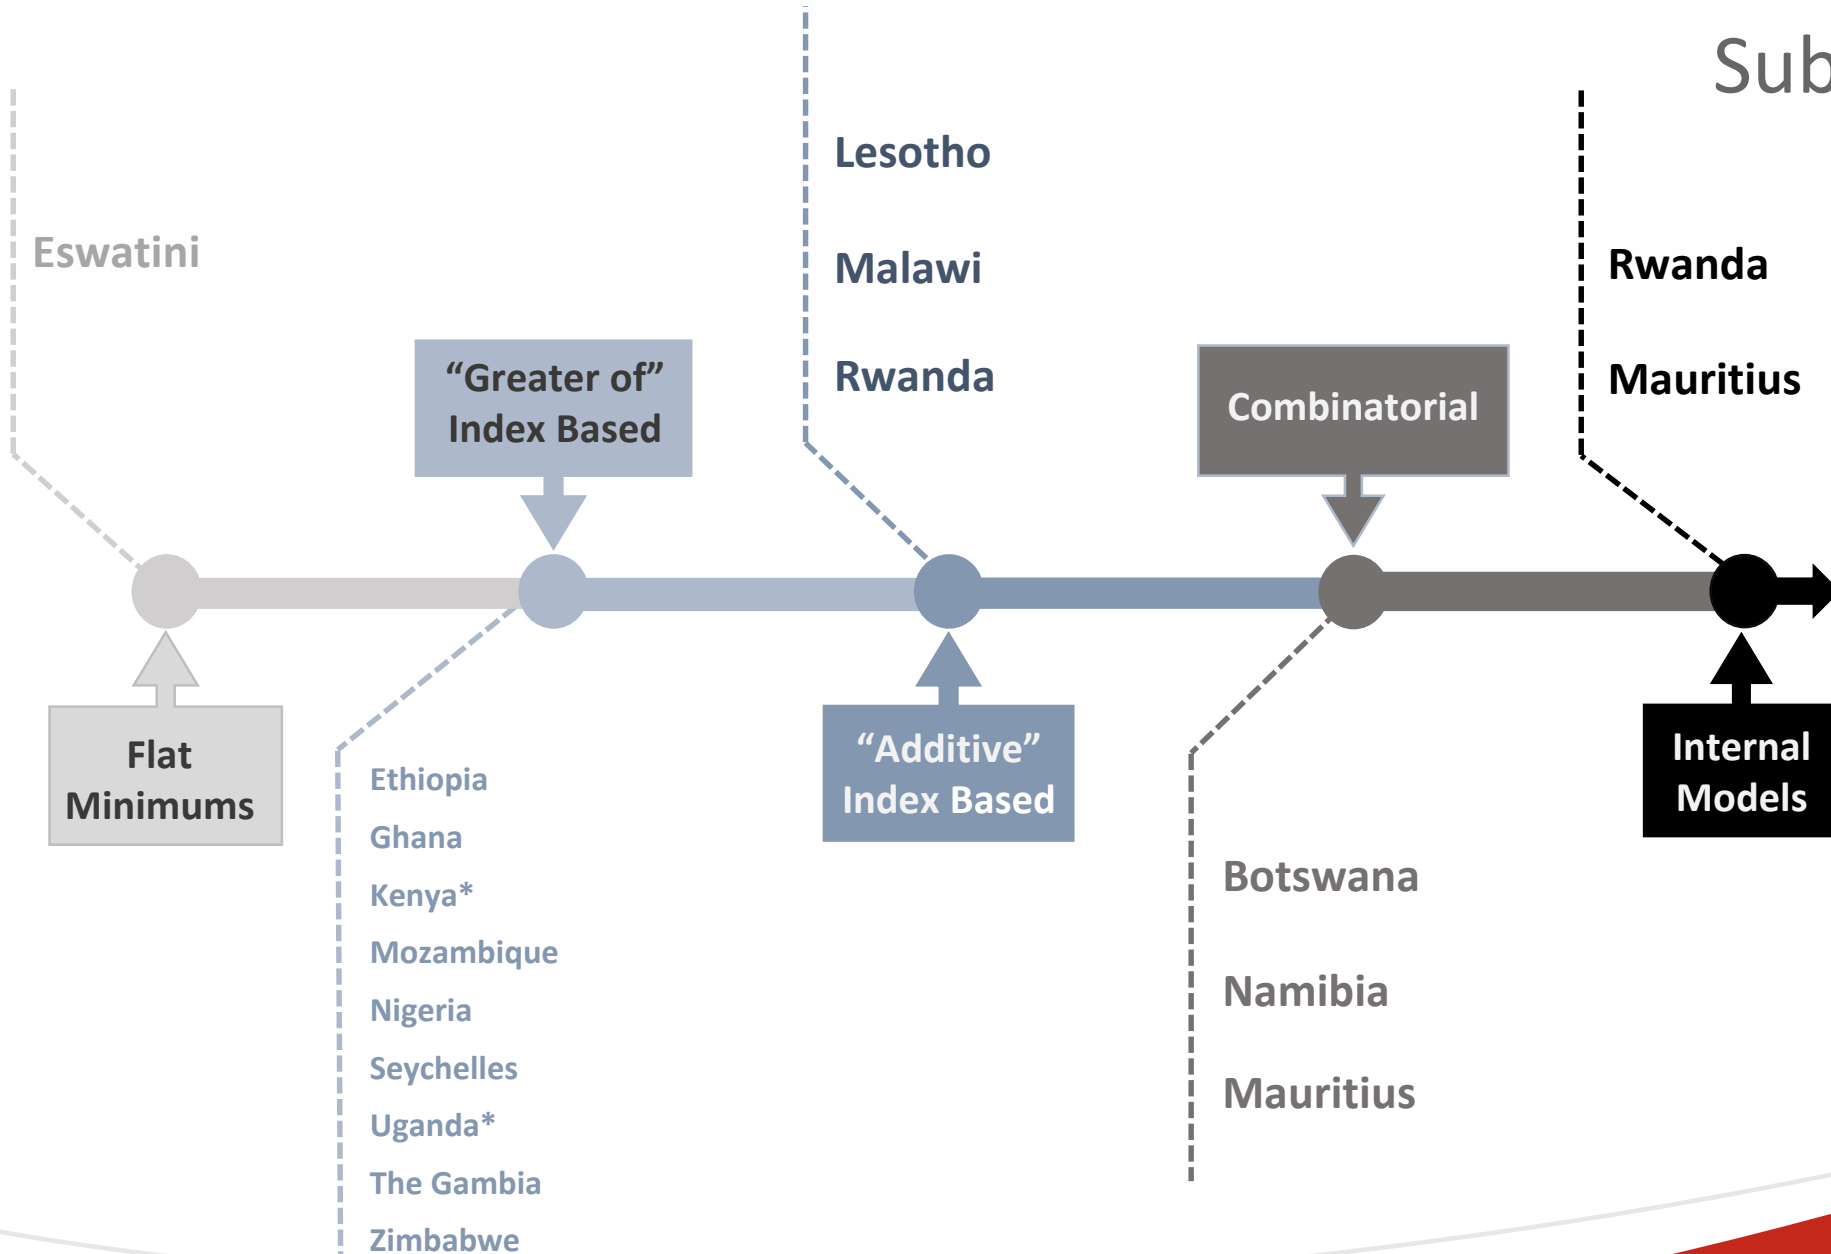 Sub
Eswatini
Lesotho
Malawi
Rwanda
Rwanda
Mauritius
“Greater of”
Index Based
Combinatorial
Flat
Minimums
“Additive”
Index Based
Internal
Models
Ethiopia
Ghana
Kenya*
Mozambique
Nigeria
Seychelles
Uganda*
The Gambia
Zimbabwe
Botswana
Namibia
Mauritius